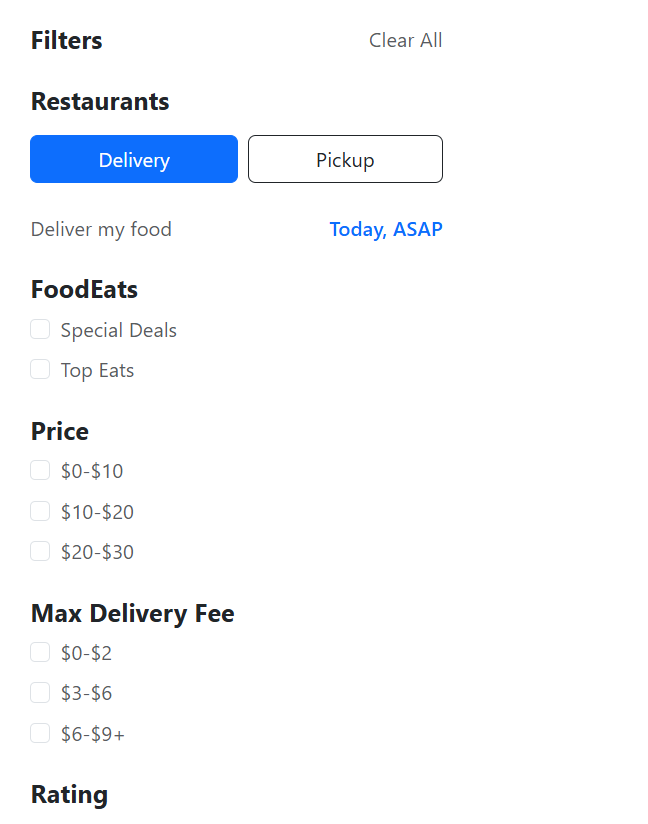 Filters Clear All
Restaurants
Delivery Pickup
Deliver my food Today, ASAP
FoodEats
Special Deals
Top Eats
Price
$0-$10
$10-$20
$20-$30
Max Delivery Fee
$0-$2
$3-$6
$6-$9+
Rating